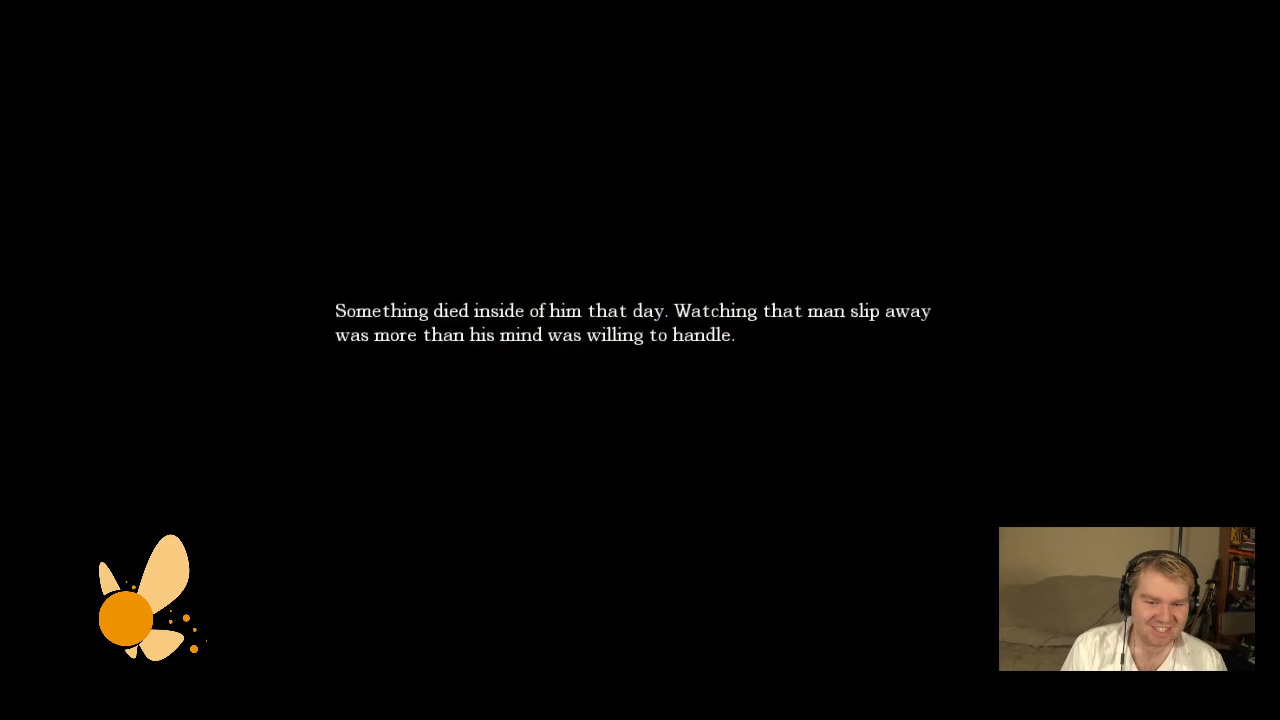 Something died inside of him that day. Watching that man slip away
was more than his mind was willing to handle.